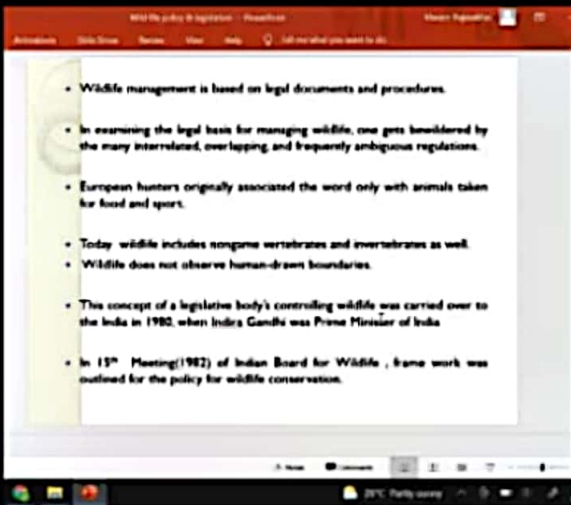 Wildlife policy & legislation - PowerPoint
Animations Slide Show Review View Help Tell me what you want to do
• Wildlife management is based on legal documents and procedures.
• In examining the legal basis for managing wildlife, one gets bewildered by
the many interrelated, overlapping, and frequently ambiguous regulations.
• European hunters originally associated the word only with animals taken
for food and sport.
• Today wildlife includes nongame vertebrates and invertebrates as well.
• Wildlife does not observe human-drawn boundaries.
• This concept of a legislative body's controlling wildlife was carried over to
the India in 1980, when Indira Gandhi was Prime Minister of India
• In 15th Meeting(1982) of Indian Board for Wildlife , frame work was
outlined for the policy for wildlife conservation.
Notes Comments
Partly sunny